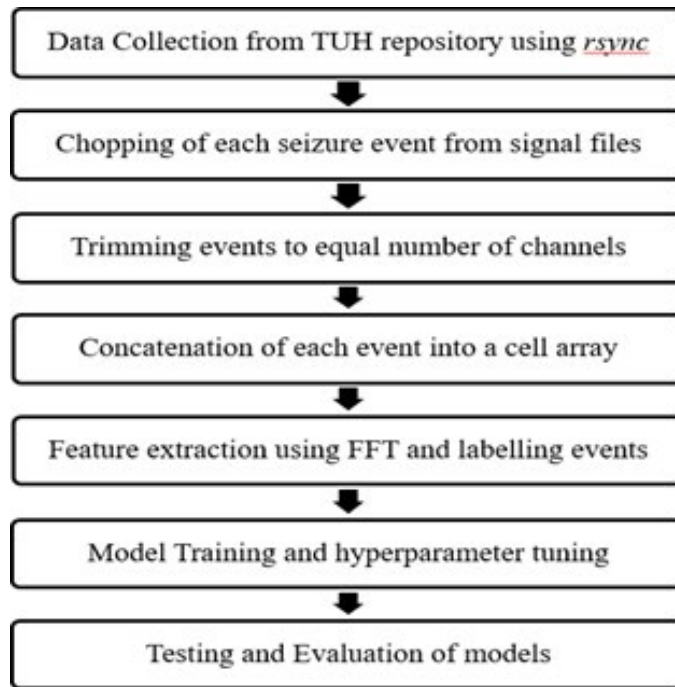 Data Collection from TUH repository using rsync
Chopping of each seizure event from signal files
Trimming events to equal number of channels
Concatenation of each event into a cell array
Feature extraction using FFT and labelling events
Model Training and hyperparameter tuning
Testing and Evaluation of models